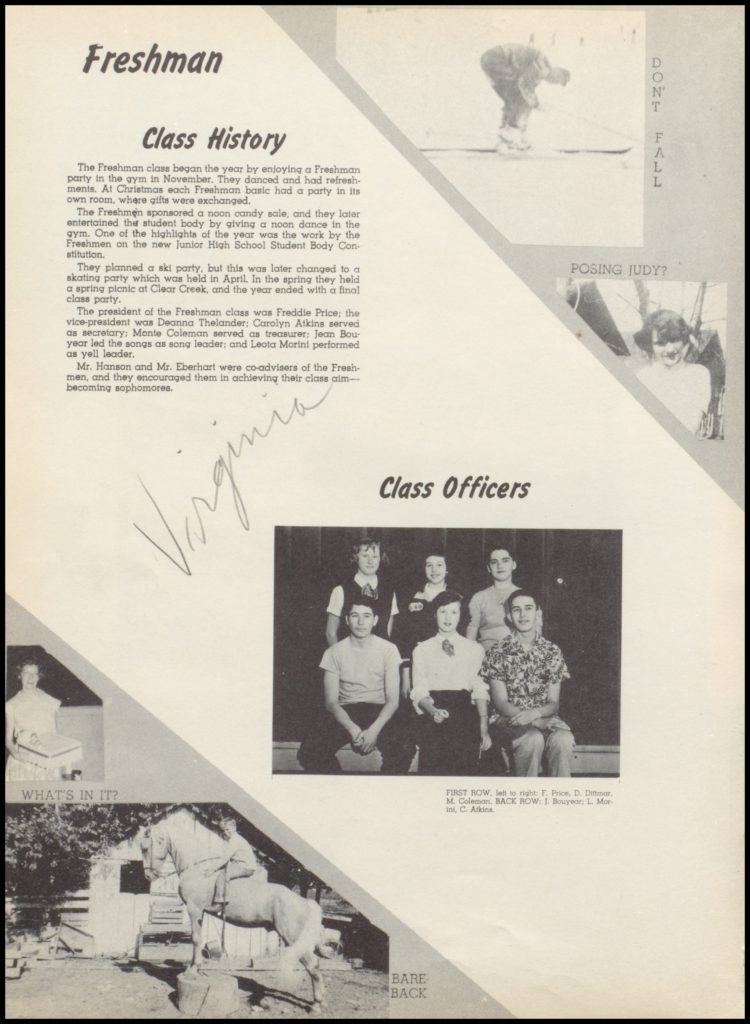 Freshman
Class History
The Freshman class began the year by enjoying a Freshman
party in the gym in November. They danced and had refresh-
ments. At Christmas each Freshman basic had a party in its
own room, where gifts were exchanged.
The Freshmen sponsored a noon candy sale, and they later
entertained the student body by giving a noon dance in the
gym. One of the highlights of the year was the work by the
Freshmen on the new Junior High School Student Body Con-
stitution.
They planned a ski party, but this was later changed to a
skating party which was held in April. In the spring they held
a spring picnic at Clear Creek, and the year ended with a final
class party.
The president of the Freshman class was Freddie Price; the
vice-president was Deanna Thelander; Carolyn Atkins served
as secretary; Monte Coleman served as treasurer; Jean Bou-
year led the songs as song leader; and Leota Morini performed
as yell leader.
Mr. Hanson and Mr. Eberhart were co-advisers of the Fresh-
men, and they encouraged them in achieving their class aim—
becoming sophomores.
Virginia
DON'T FALL
POSING JUDY?
Class Officers
FIRST ROW, left to right: F. Price, D. Dittmar,
M. Coleman. BACK ROW: J. Bouyear; L. Mor-
ini, C. Atkins.
WHAT'S IN IT?
BARE-
BACK